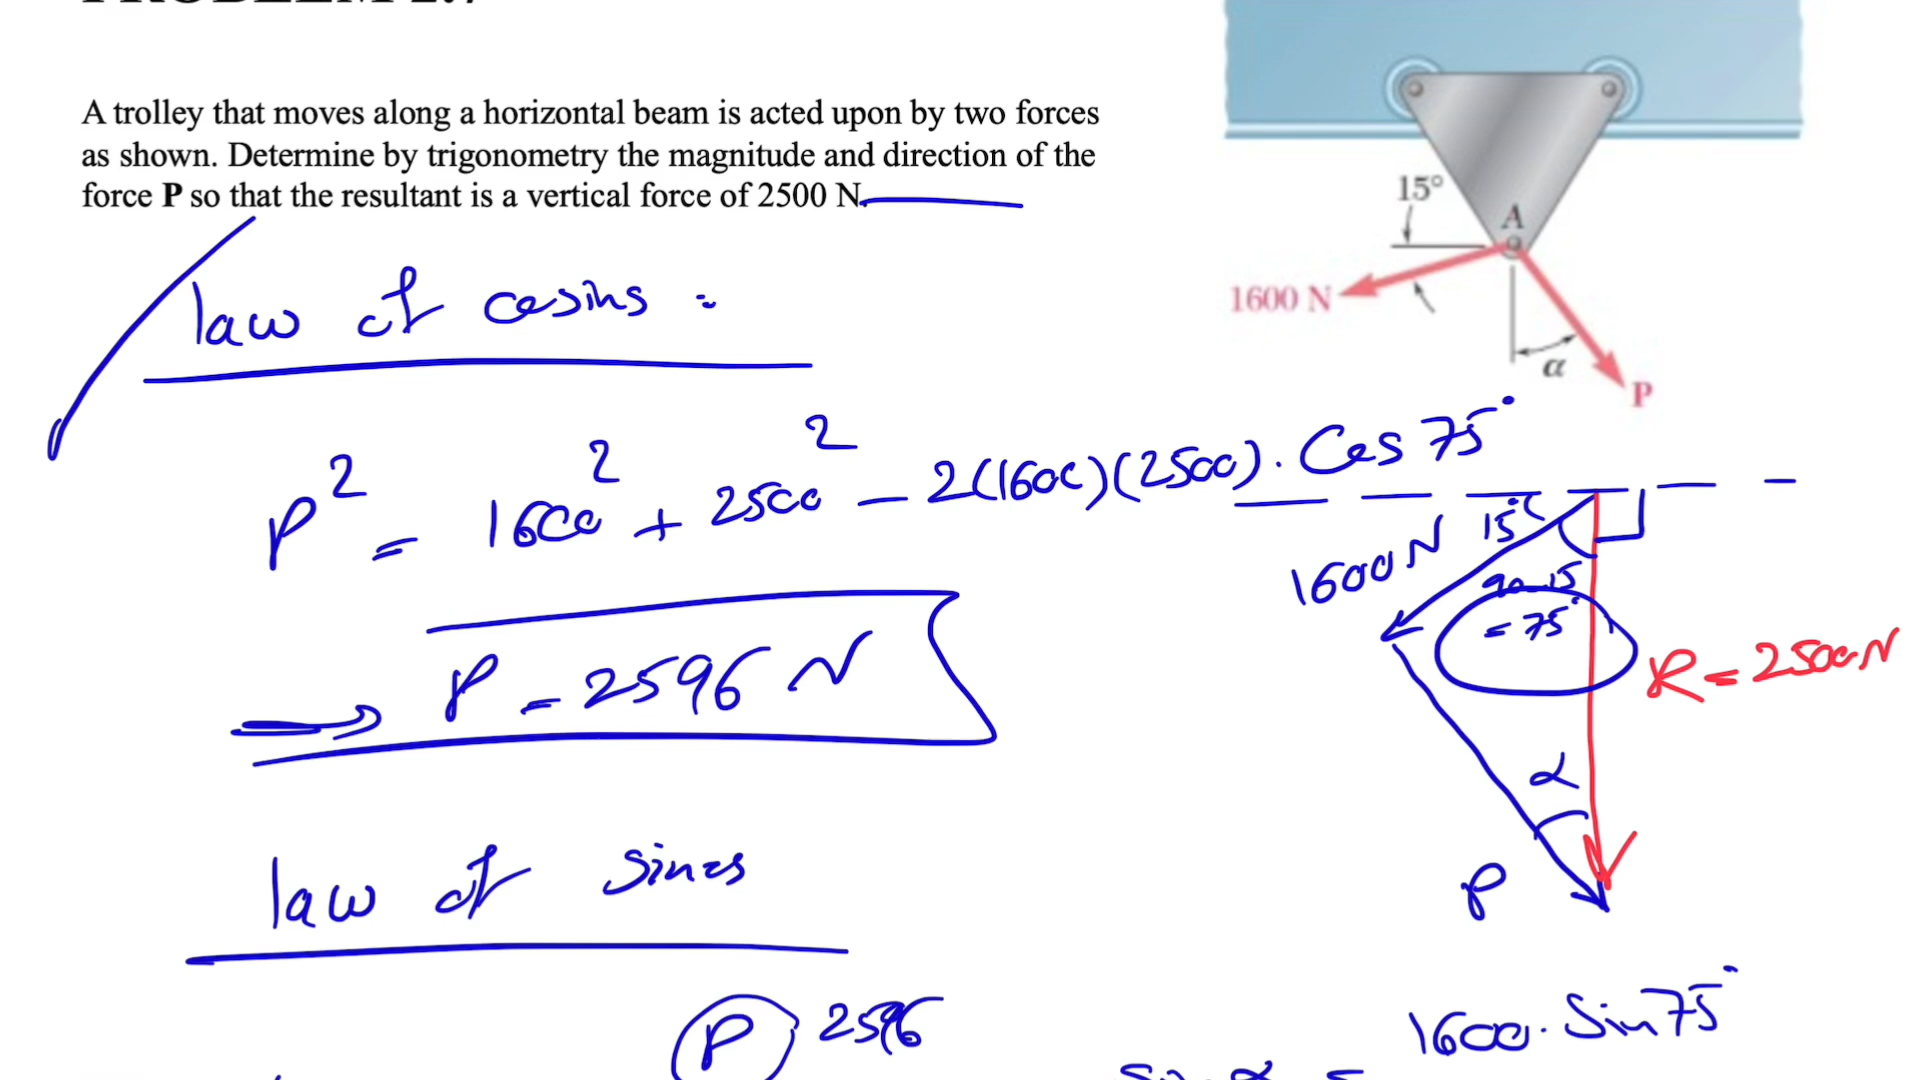 A trolley that moves along a horizontal beam is acted upon by two forces
as shown. Determine by trigonometry the magnitude and direction of the
force P so that the resultant is a vertical force of 2500 N.
15°
A
1600 N
α
P
law of cosins :
P² = 1600² + 2500² - 2(1600)(2500). Cos 75°
15°
1600 N
90-15
= 75°
R = 2500 N
P = 2596 N
α
P
law of sines
P 2596
1600. Sin 75°